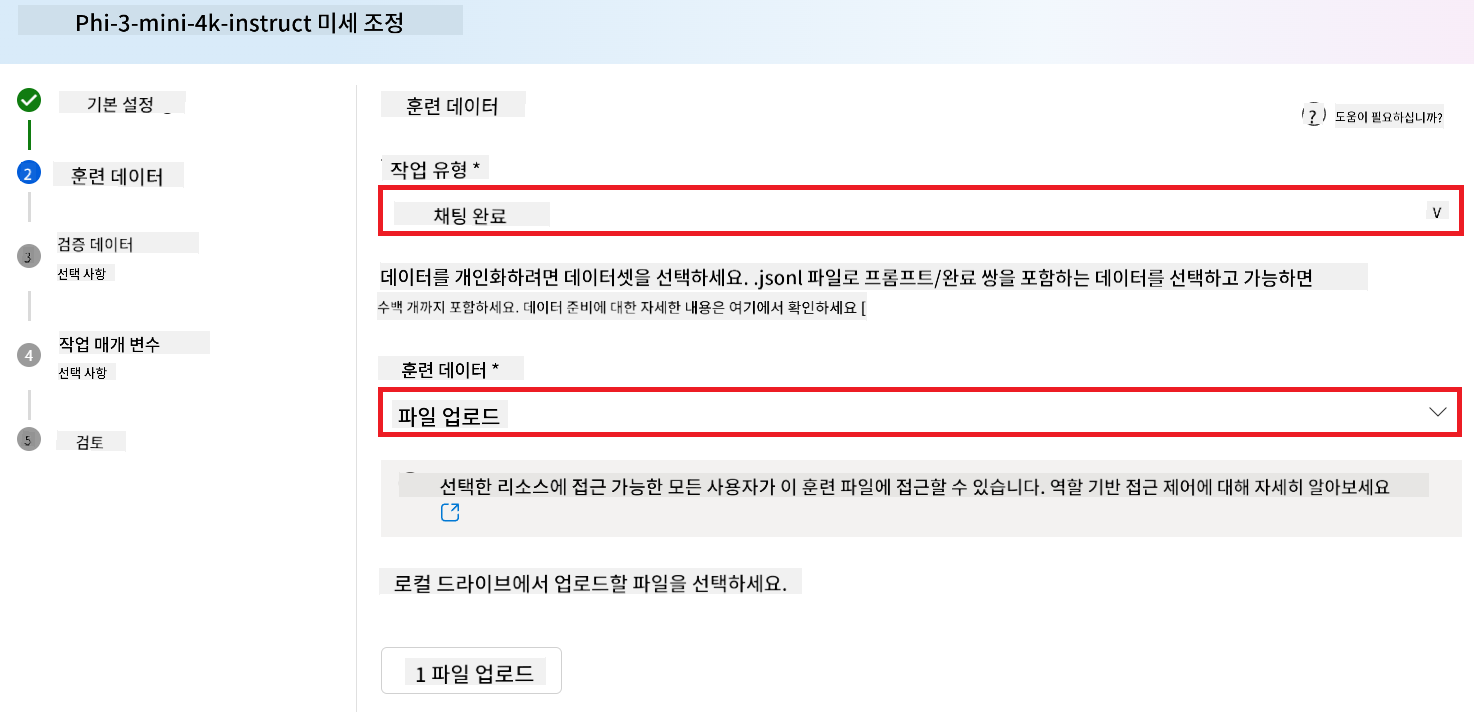 Phi-3-mini-4k-instruct 미세 조정
기본 설정
2
훈련 데이터
3
검증 데이터
선택 사항
4
작업 매개 변수
선택 사항
5
검토
훈련 데이터
? 도움이 필요하십니까?
작업 유형 *
채팅 완료
V
데이터를 개인화하려면 데이터셋을 선택하세요. .jsonl 파일로 프롬프트/완료 쌍을 포함하는 데이터를 선택하고 가능하면
수백 개까지 포함하세요. 데이터 준비에 대한 자세한 내용은 여기에서 확인하세요 [
훈련 데이터 *
파일 업로드
선택한 리소스에 접근 가능한 모든 사용자가 이 훈련 파일에 접근할 수 있습니다. 역할 기반 접근 제어에 대해 자세히 알아보세요
로컬 드라이브에서 업로드할 파일을 선택하세요.
1 파일 업로드